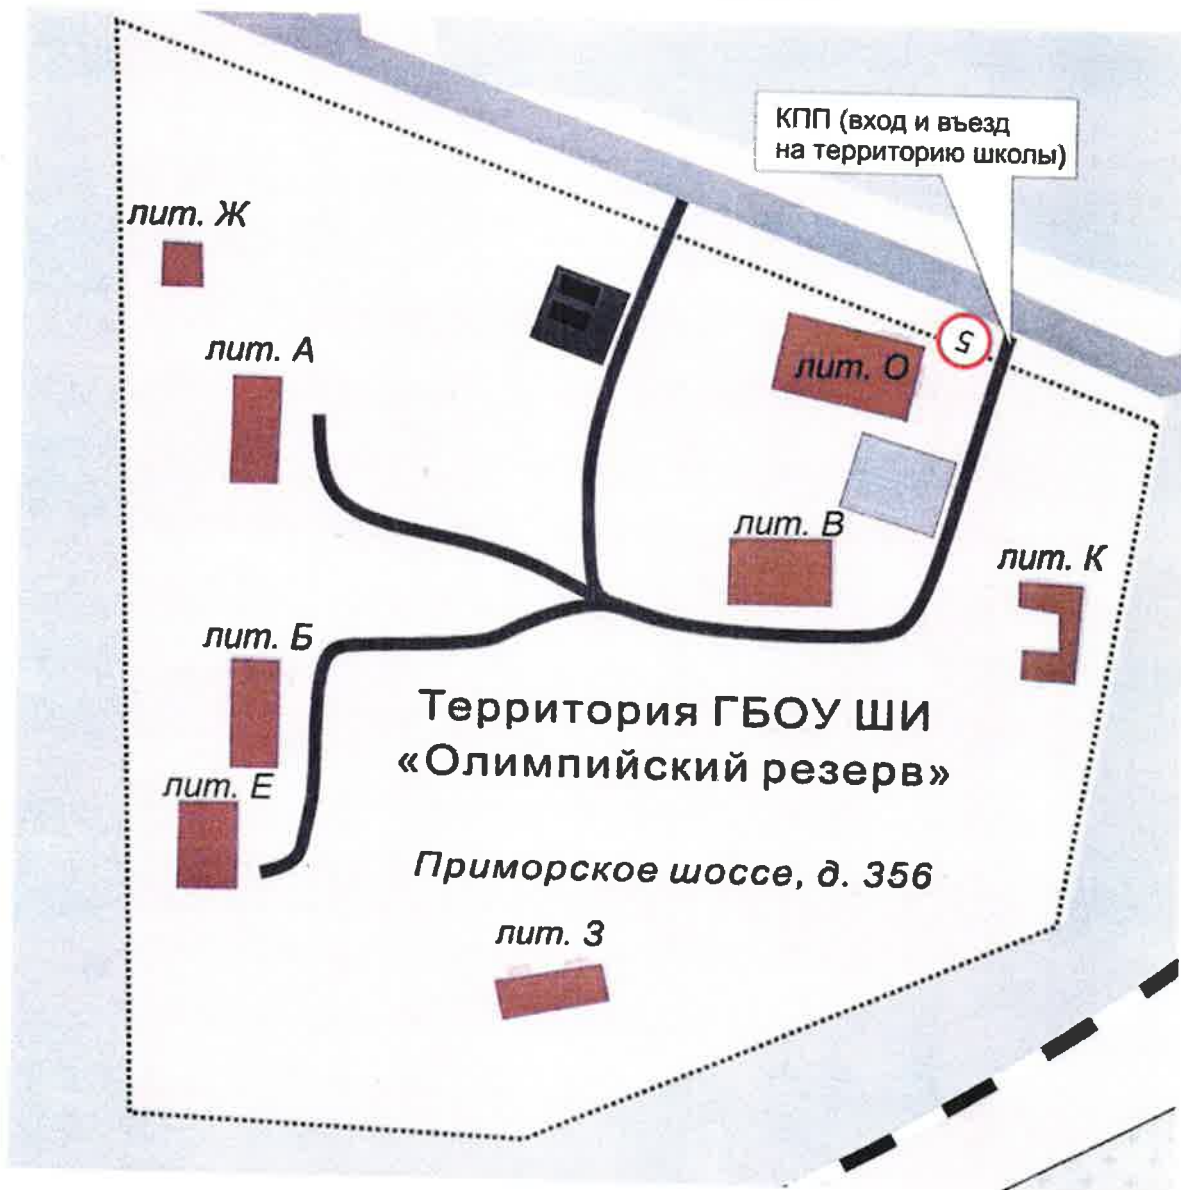 КПП (вход и въезд
на территорию школы)
лит. Ж
5
лит. А
лит. О
лит. В
лит. К
лит. Б
Территория ГБОУ ШИ
«Олимпийский резерв»
лит. Е
Приморское шоссе, д. 356
лит. З